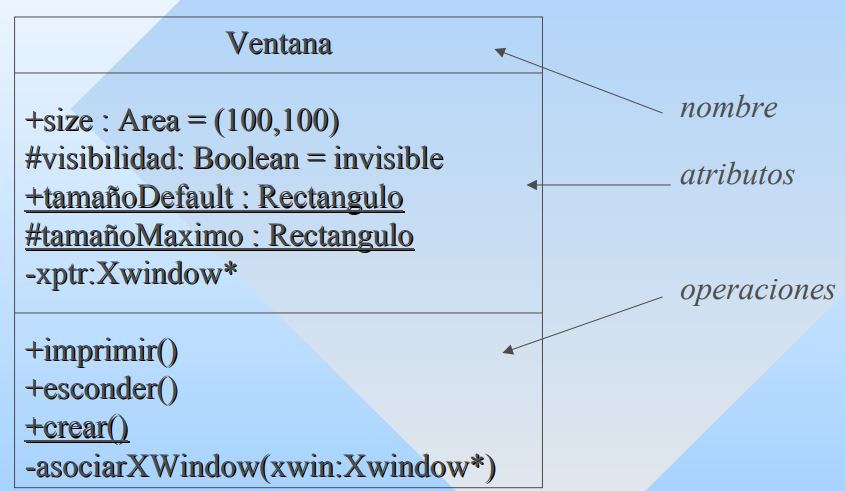 Ventana
nombre
+size : Area = (100,100)
#visibilidad: Boolean = invisible
+tamañoDefault : Rectangulo
#tamañoMaximo : Rectangulo
-xptr:Xwindow*
atributos
+imprimir()
+esconder()
+crear()
-asociarXWindow(xwin:Xwindow*)
operaciones